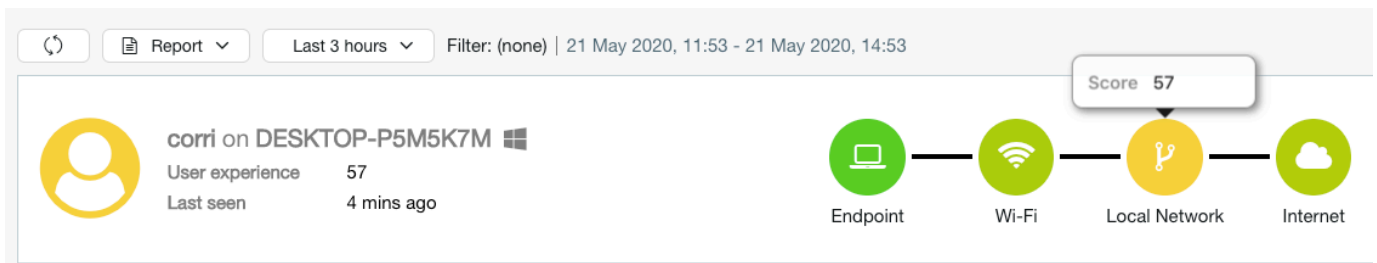 Report Last 3 hours Filter: (none) | 21 May 2020, 11:53 - 21 May 2020, 14:53
Score 57
corri on DESKTOP-P5M5K7M
User experience 57
Last seen 4 mins ago
Endpoint Wi-Fi Local Network Internet